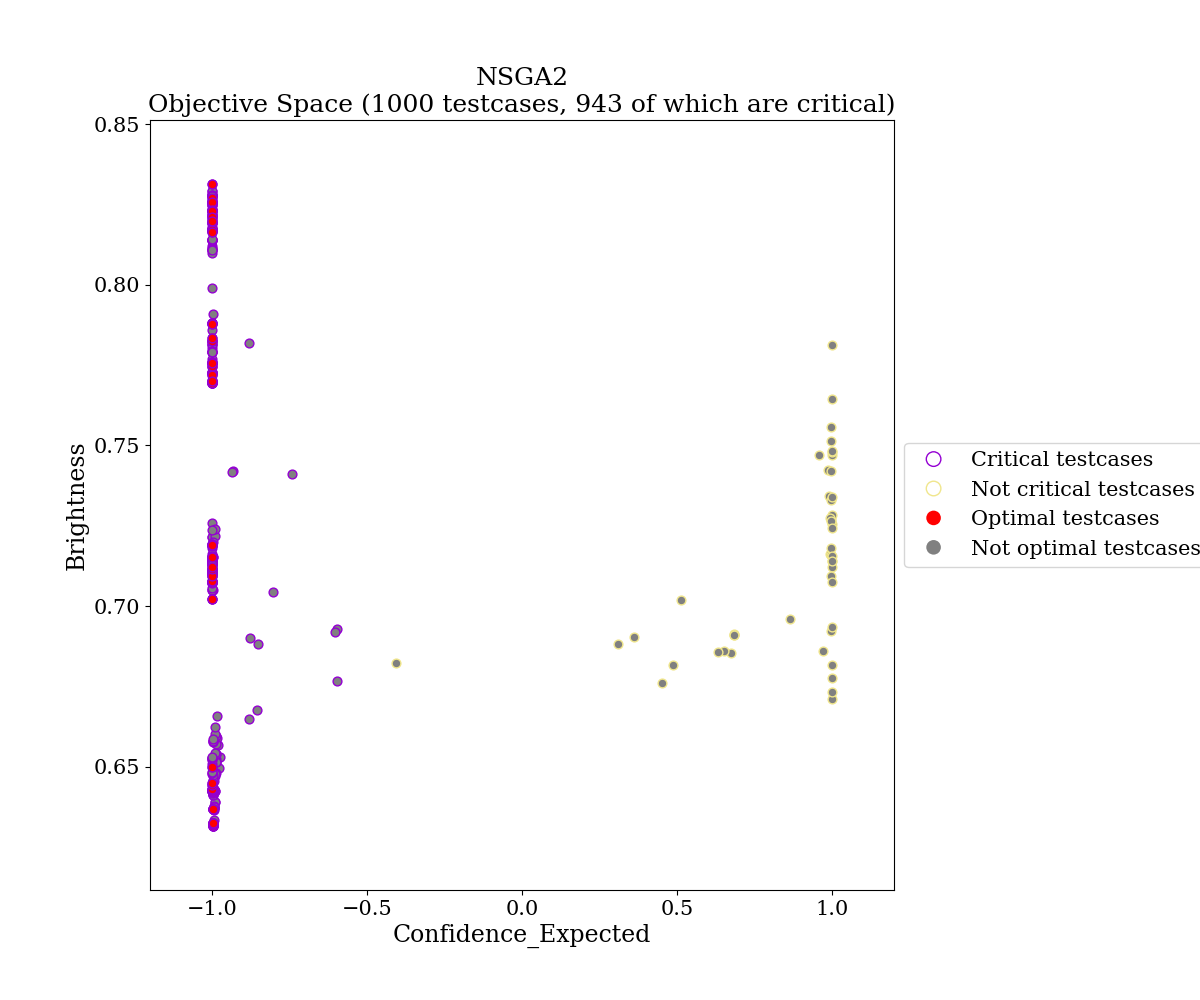 NSGA2
Objective Space (1000 testcases, 943 of which are critical)
0.85
0.80
0.75
0.70
0.65
Brightness
−1.0
−0.5
0.0
0.5
1.0
Confidence_Expected
Critical testcases
Not critical testcases
Optimal testcases
Not optimal testcases